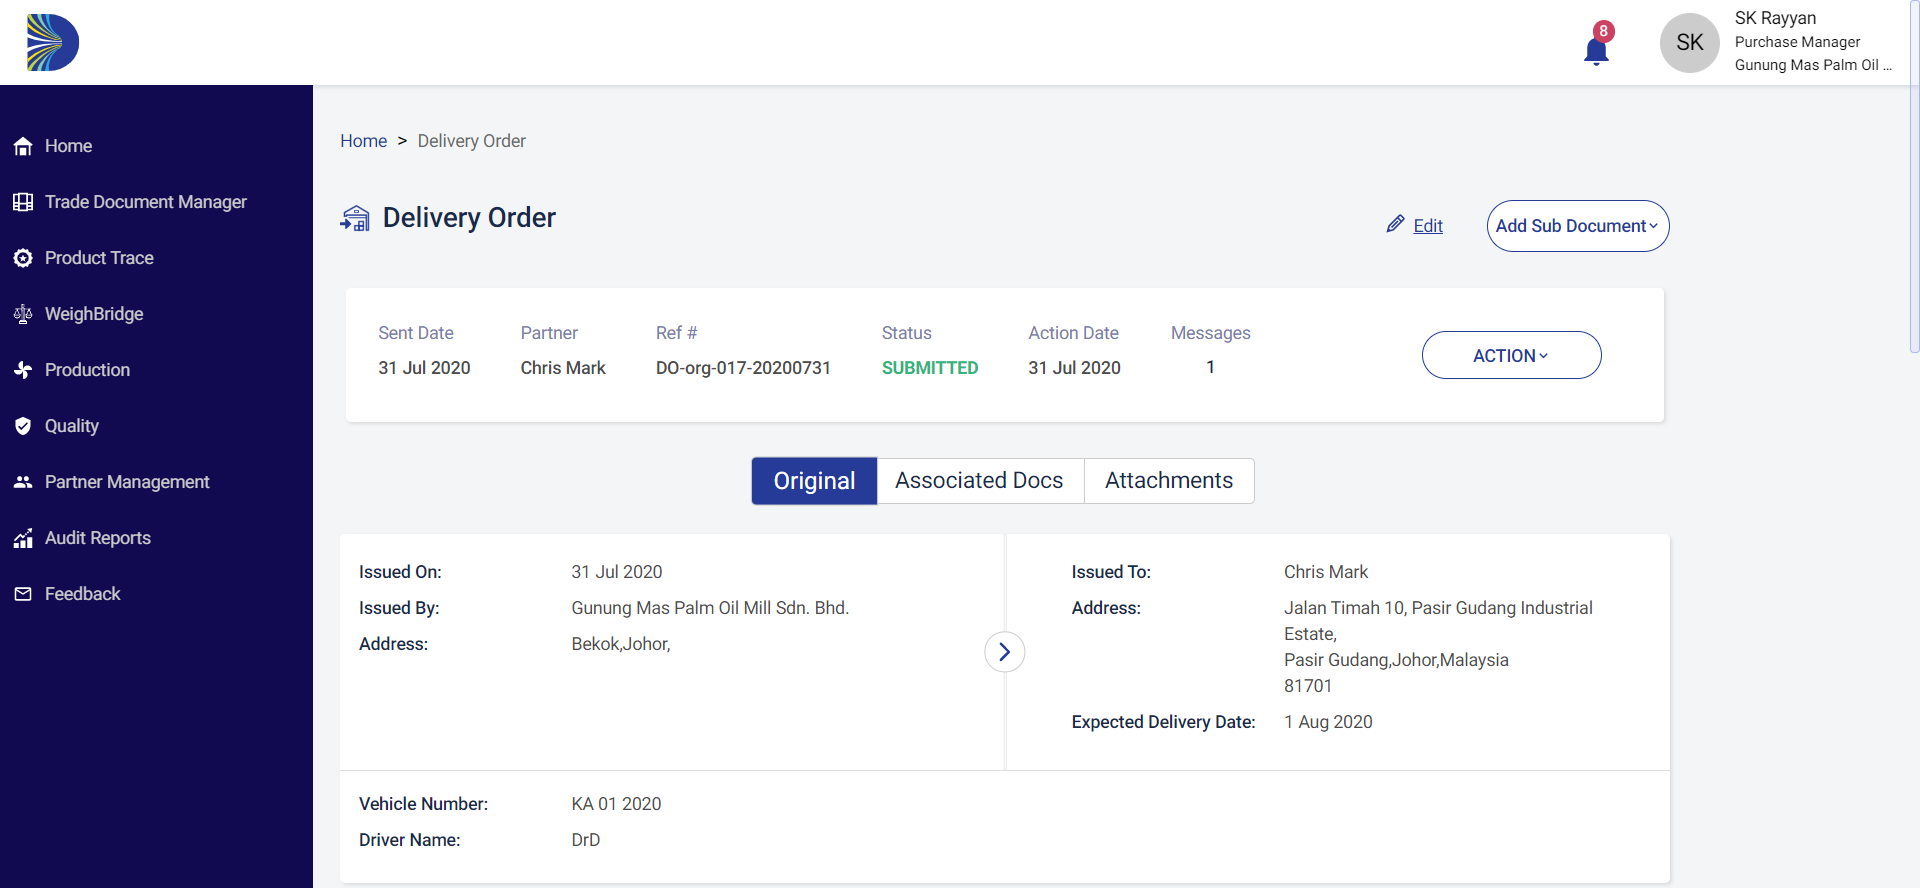 8
SK
SK Rayyan
Purchase Manager
Gunung Mas Palm Oil ...
Home
Trade Document Manager
Product Trace
WeighBridge
Production
Quality
Partner Management
Audit Reports
Feedback
Home > Delivery Order
Delivery Order
Edit
Add Sub Document
Sent Date Partner Ref # Status Action Date Messages
31 Jul 2020 Chris Mark DO-org-017-20200731 SUBMITTED 31 Jul 2020 1
ACTION
Original Associated Docs Attachments
Issued On: 31 Jul 2020
Issued By: Gunung Mas Palm Oil Mill Sdn. Bhd.
Address: Bekok,Johor,
Issued To: Chris Mark
Address: Jalan Timah 10, Pasir Gudang Industrial
Estate,
Pasir Gudang,Johor,Malaysia
81701
Expected Delivery Date: 1 Aug 2020
Vehicle Number: KA 01 2020
Driver Name: DrD